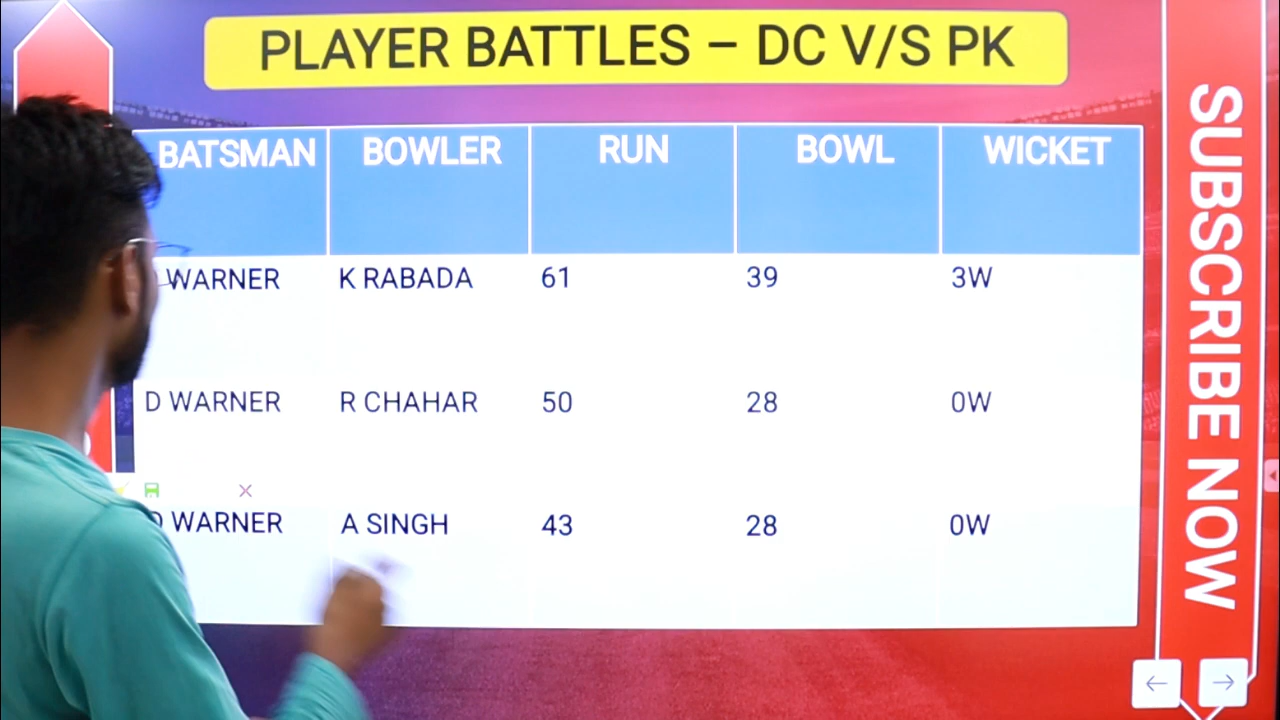 PLAYER BATTLES – DC V/S PK
BATSMAN BOWLER RUN BOWL WICKET
WARNER K RABADA 61 39 3W
D WARNER R CHAHAR 50 28 0W
D WARNER A SINGH 43 28 0W
SUBSCRIBE NOW